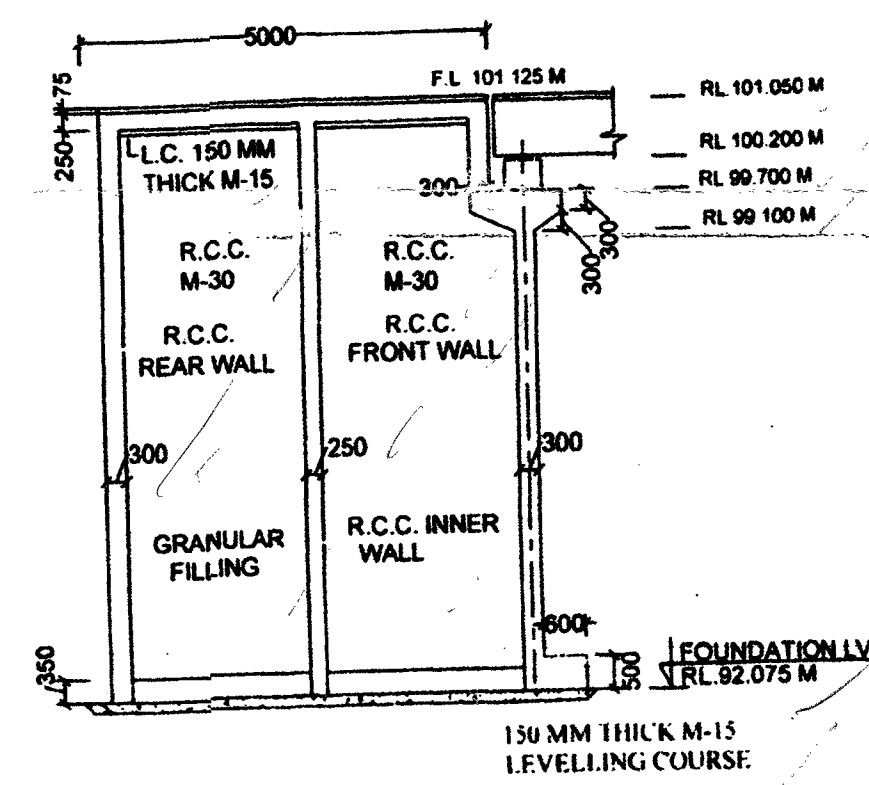 5000
F.L 101 125 M
75
RL 101.050 M
250
L.C. 150 MM
THICK M-15
RL 100.200 M
300
RL 99.700 M
RL 99 100 M
300
300
R.C.C.
M-30
R.C.C.
M-30
R.C.C.
REAR WALL
R.C.C.
FRONT WALL
300
250
300
GRANULAR
FILLING
R.C.C. INNER
WALL
600
350
500
FOUNDATION LV
RL.92.075 M
150 MM THICK M-15
LEVELLING COURSE